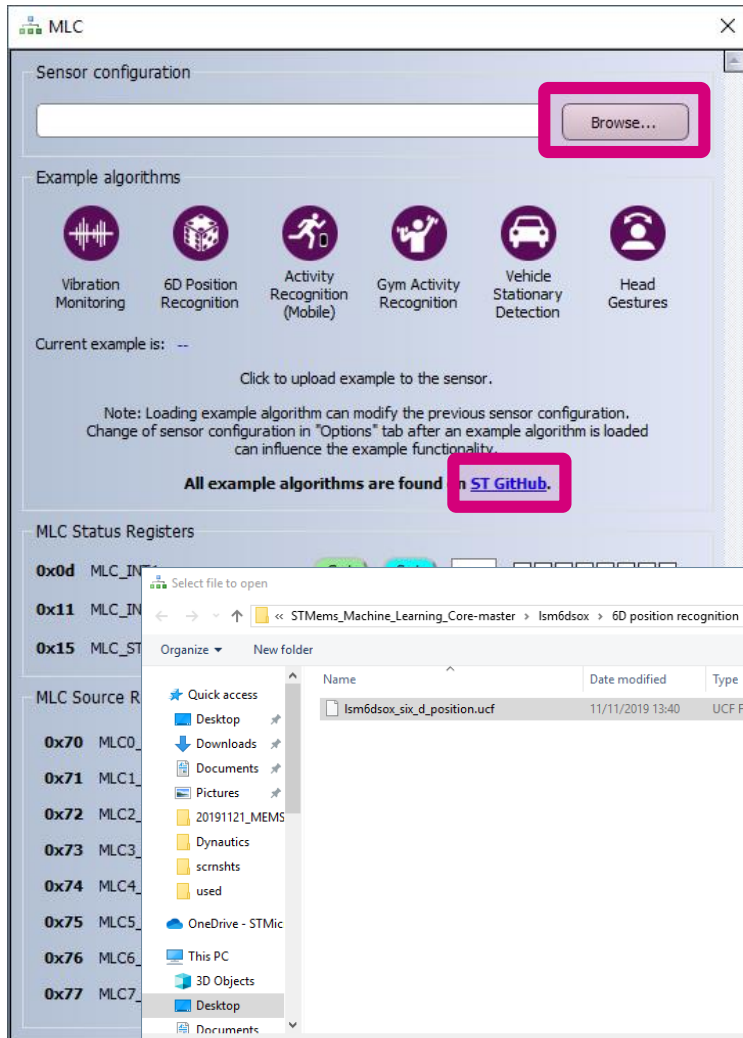 MLC
Sensor configuration
Browse...
Example algorithms
Vibration Monitoring
6D Position Recognition
Activity Recognition (Mobile)
Gym Activity Recognition
Vehicle Stationary Detection
Head Gestures
Current example is: --
Click to upload example to the sensor.
Note: Loading example algorithm can modify the previous sensor configuration.
Change of sensor configuration in "Options" tab after an example algorithm is loaded
can influence the example functionality.
All example algorithms are found n ST GitHub.
MLC Status Registers
0x0d MLC_INT1
0x11 MLC_IN
0x15 MLC_ST
MLC Source R
0x70 MLC0_
0x71 MLC1_
0x72 MLC2_
0x73 MLC3_
0x74 MLC4_
0x75 MLC5_
0x76 MLC6_
0x77 MLC7_
Select file to open
« STMems_Machine_Learning_Core-master › lsm6dsox › 6D position recognition
Organize
New folder
Name
Date modified
Type
lsm6dsox_six_d_position.ucf
11/11/2019 13:40
UCF F
Quick access
Desktop
Downloads
Documents
Pictures
20191121_MEMS
Dynautics
scrnshts
used
OneDrive - STMic
This PC
3D Objects
Desktop
Documents